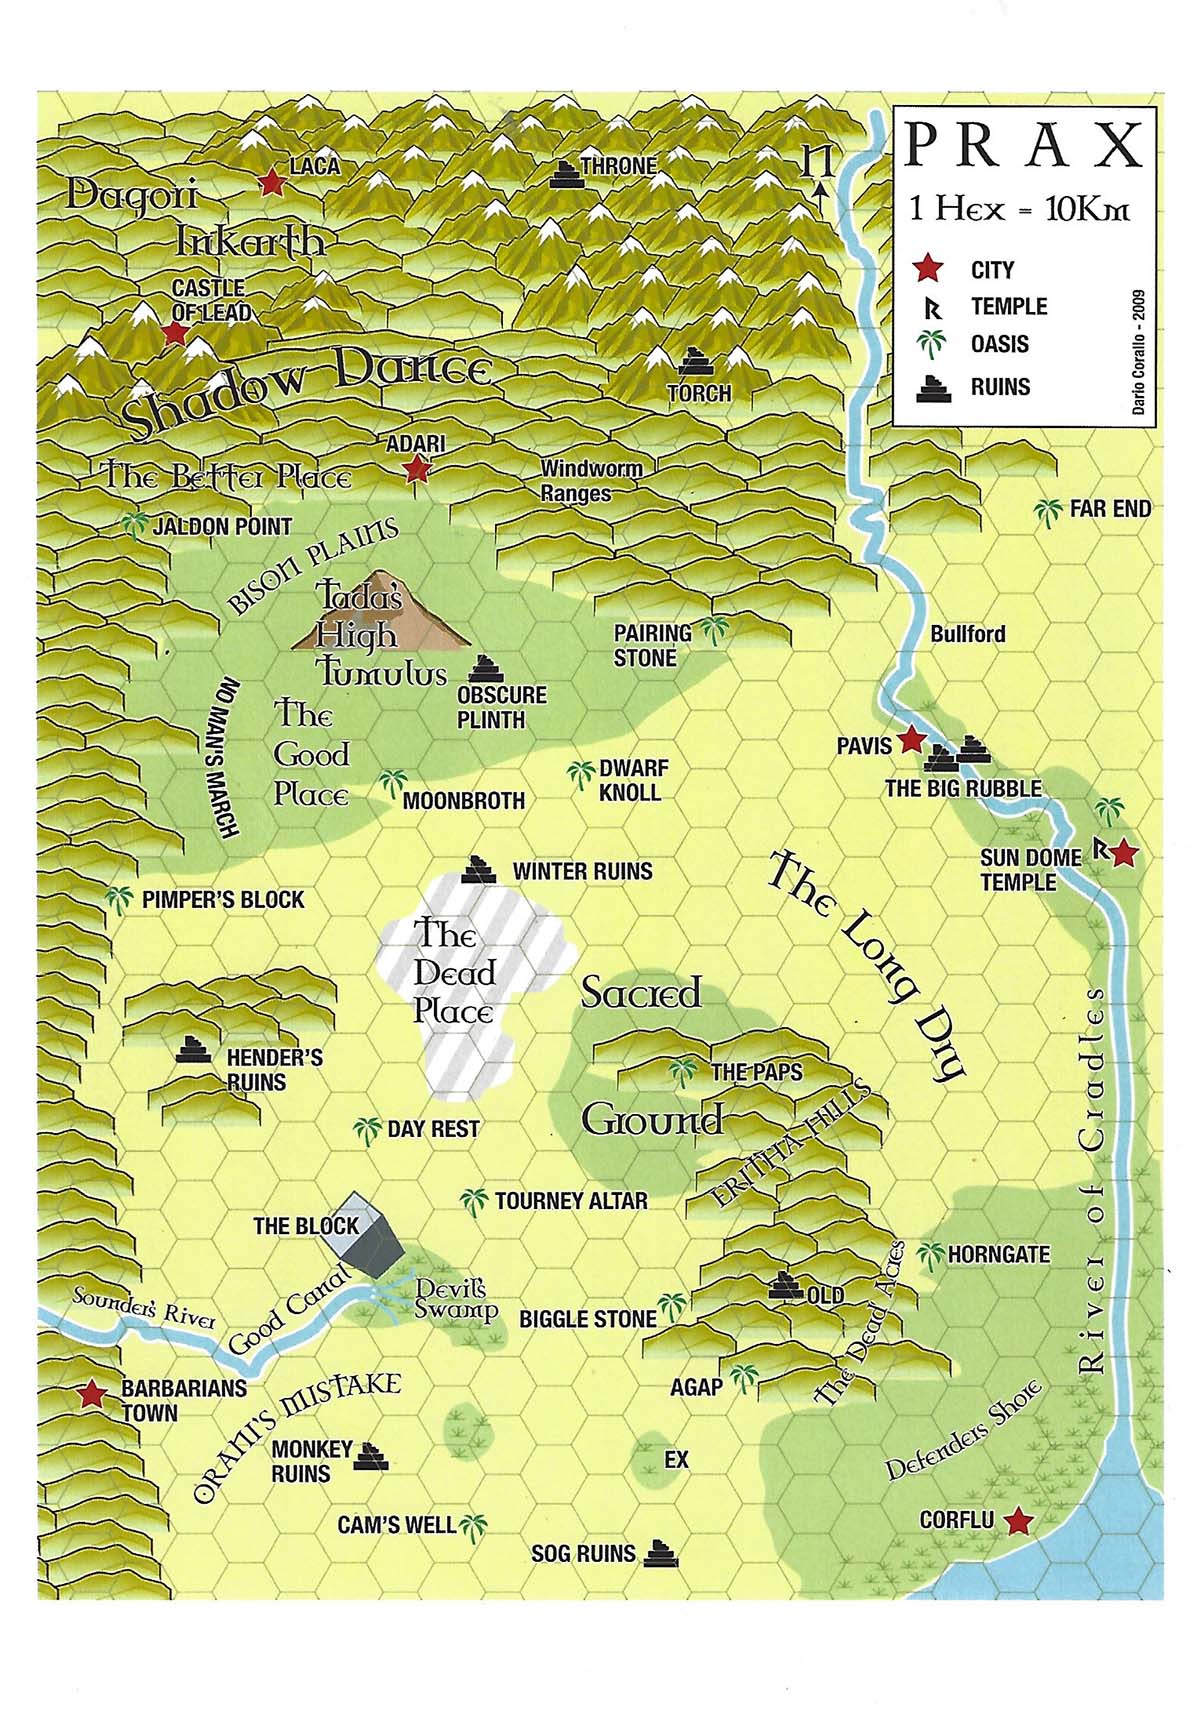 PRAX
1 Hex = 10Km
CITY
TEMPLE
OASIS
RUINS
Dario Corallo - 2009
N
LACA
THRONE
Dagori
Inkarth
CASTLE
OF LEAD
Shadow Dance
TORCH
ADARI
The Better Place
Windworm
Ranges
FAR END
JALDON POINT
BISON PLAINS
Tada's
High
Tumulus
PAIRING
STONE
Bullford
OBSCURE
PLINTH
NO MAN'S MARCH
The
Good
Place
PAVIS
THE BIG RUBBLE
DWARF
KNOLL
MOONBROTH
SUN DOME
TEMPLE
WINTER RUINS
The Long Dry
PIMPER'S BLOCK
The
Dead
Place
Sacred
Ground
HENDER'S
RUINS
THE PAPS
ERITHA HILLS
River of Cradles
DAY REST
TOURNEY ALTAR
THE BLOCK
HORNGATE
Sounder's River
Good Canal
Devil's
Swamp
BIGGLE STONE
OLD
The Dead Acres
BARBARIANS
TOWN
ORANI'S MISTAKE
AGAP
Defenders Shore
MONKEY
RUINS
EX
CAM'S WELL
CORFLU
SOG RUINS